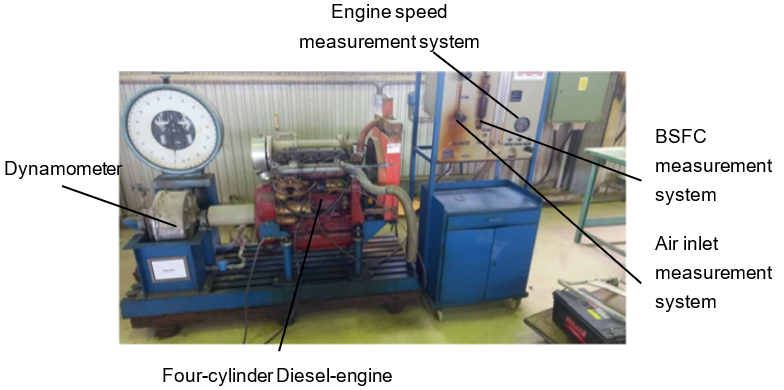 Engine speed
measurement system
Dynamometer
BSFC
measurement
system
Air inlet
measurement
system
Four-cylinder Diesel-engine